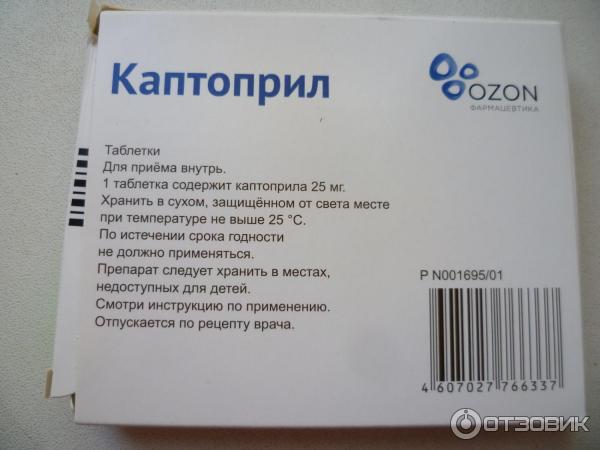 Каптоприл
OZON
ФАРМАЦЕВТИКА
Таблетки
Для приёма внутрь.
1 таблетка содержит каптоприла 25 мг.
Хранить в сухом, защищённом от света месте
при температуре не выше 25 °С.
По истечении срока годности
не должно применяться.
Препарат следует хранить в местах,
недоступных для детей.
Смотри инструкцию по применению.
Отпускается по рецепту врача.
Р N001695/01
4 607027 766337
ОТЗОВИК